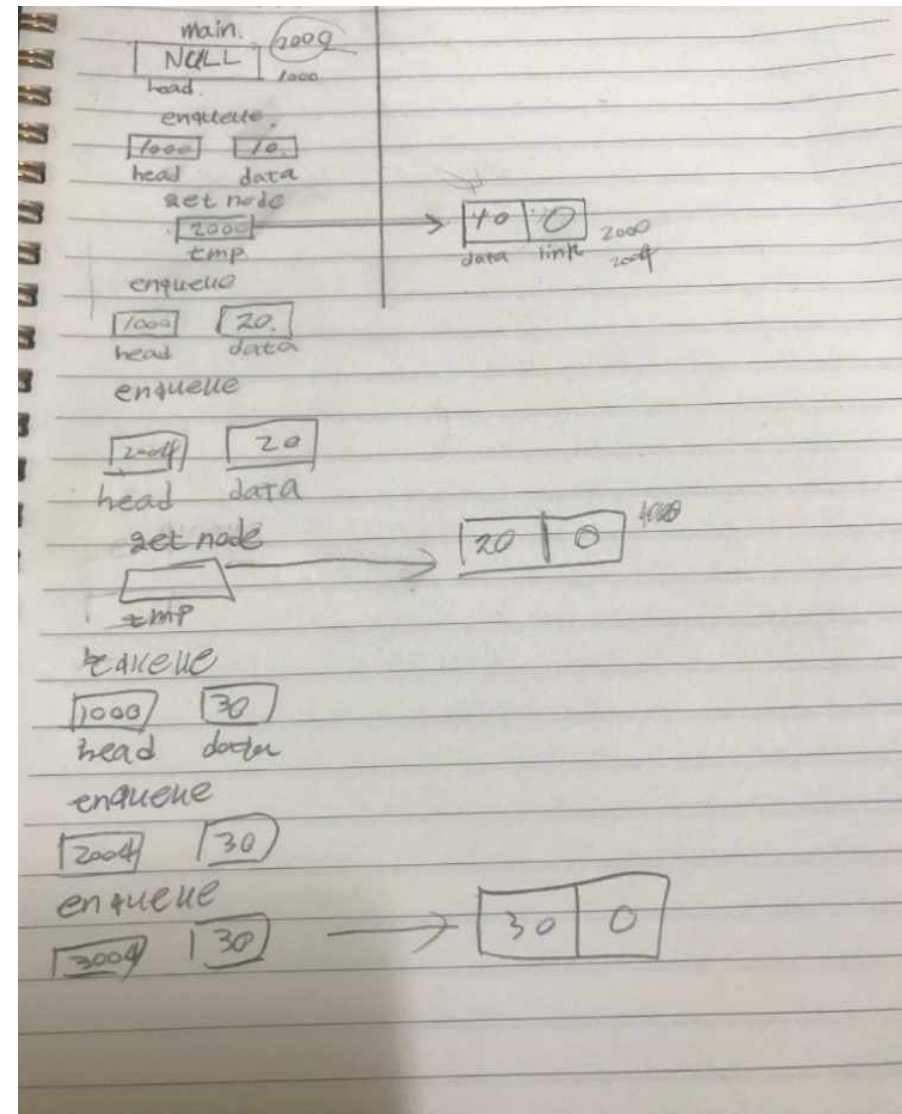 main. 2000
NULL 1000
head.
enqueue.
1000 10.
head data
get node
2000 40 0 2000
tmp data link 2004
enqueue
1000 20.
head data
enqueue
2004 20
head data
get node 20 0
tmp
1000 30
head data
enqueue
2004 30
enqueue
3004 30 30 0